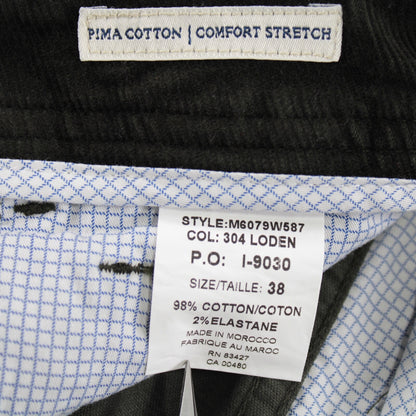 PIMA COTTON | COMFORT STRETCH
STYLE:M6079W587
COL: 304 LODEN
P.O: I-9030
SIZE/TAILLE: 38
98% COTTON/COTON
2% ELASTANE
MADE IN MOROCCO
FABRIQUE AU MAROC
RN 83427
CA 00450